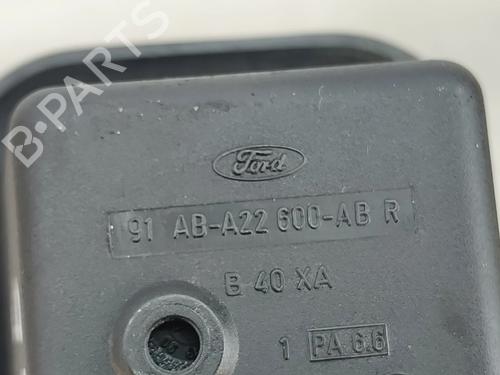 B-PARTS
Ford
91 AB-A22 600-AB R
B 40 XA
1 PA 6.6